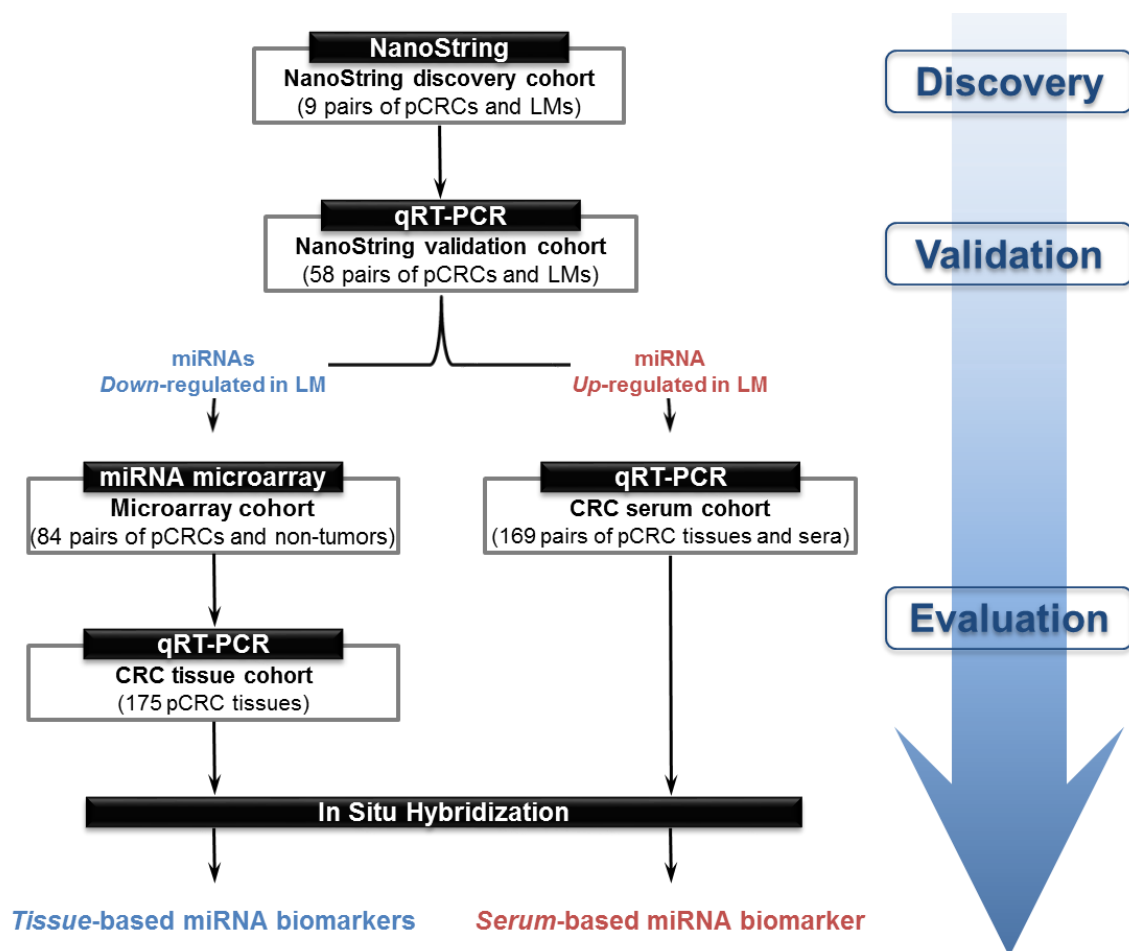 NanoString
NanoString discovery cohort
(9 pairs of pCRCs and LMs)
Discovery
qRT-PCR
NanoString validation cohort
(58 pairs of pCRCs and LMs)
Validation
miRNAs
Down-regulated in LM
miRNA
Up-regulated in LM
miRNA microarray
Microarray cohort
(84 pairs of pCRCs and non-tumors)
qRT-PCR
CRC serum cohort
(169 pairs of pCRC tissues and sera)
Evaluation
qRT-PCR
CRC tissue cohort
(175 pCRC tissues)
In Situ Hybridization
Tissue-based miRNA biomarkers
Serum-based miRNA biomarker